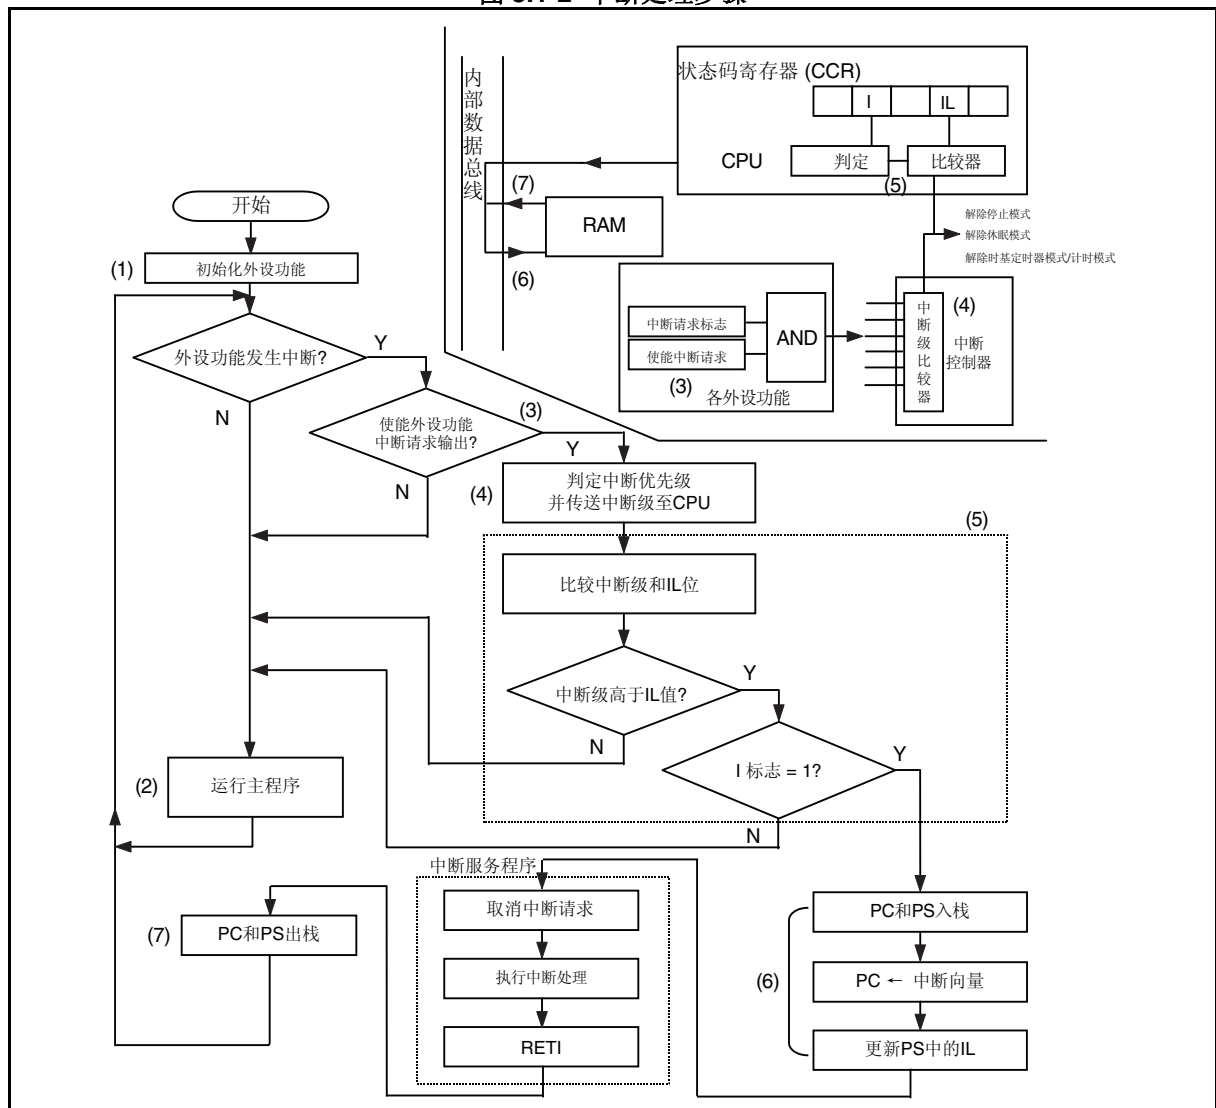 内部数据总线
状态码寄存器 (CCR)
I
IL
CPU
判定
比较器
(5)
(7)
RAM
(6)
解除停止模式
解除休眠模式
解除时基定时器模式/计时模式
中断请求标志
使能中断请求
AND
(3)
各外设功能
中断级比较器
(4)
中断
控制器
开始
(1)
初始化外设功能
外设功能发生中断?
Y
N
使能外设功能
中断请求输出?
(3)
Y
N
(4)
判定中断优先级
并传送中断级至CPU
(5)
比较中断级和IL位
中断级高于IL值?
Y
N
I 标志 = 1?
Y
N
(2)
运行主程序
中断服务程序
取消中断请求
执行中断处理
RETI
(7)
PC和PS出栈
(6)
PC和PS入栈
PC ← 中断向量
更新PS中的IL